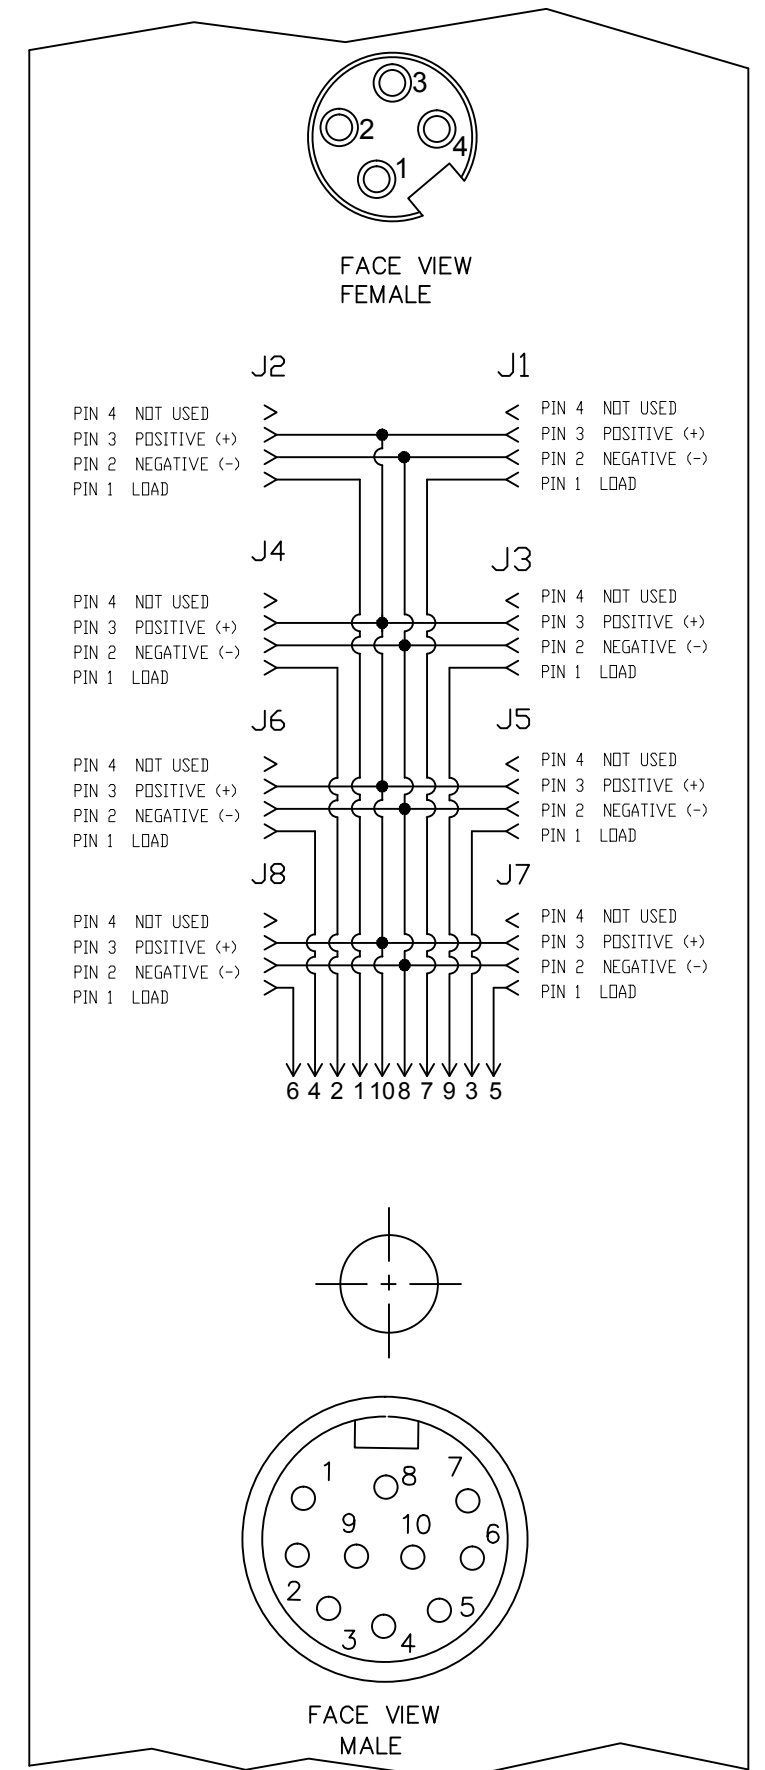 3
2
4
1
FACE VIEW
FEMALE
J2 J1
PIN 4 NOT USED PIN 4 NOT USED
PIN 3 POSITIVE (+) PIN 3 POSITIVE (+)
PIN 2 NEGATIVE (-) PIN 2 NEGATIVE (-)
PIN 1 LOAD PIN 1 LOAD
J4 J3
PIN 4 NOT USED PIN 4 NOT USED
PIN 3 POSITIVE (+) PIN 3 POSITIVE (+)
PIN 2 NEGATIVE (-) PIN 2 NEGATIVE (-)
PIN 1 LOAD PIN 1 LOAD
J6 J5
PIN 4 NOT USED PIN 4 NOT USED
PIN 3 POSITIVE (+) PIN 3 POSITIVE (+)
PIN 2 NEGATIVE (-) PIN 2 NEGATIVE (-)
PIN 1 LOAD PIN 1 LOAD
J8 J7
PIN 4 NOT USED PIN 4 NOT USED
PIN 3 POSITIVE (+) PIN 3 POSITIVE (+)
PIN 2 NEGATIVE (-) PIN 2 NEGATIVE (-)
PIN 1 LOAD PIN 1 LOAD
6 4 2 1 10 8 7 9 3 5
1 8 7
9 10 6
2 3 4 5
FACE VIEW
MALE